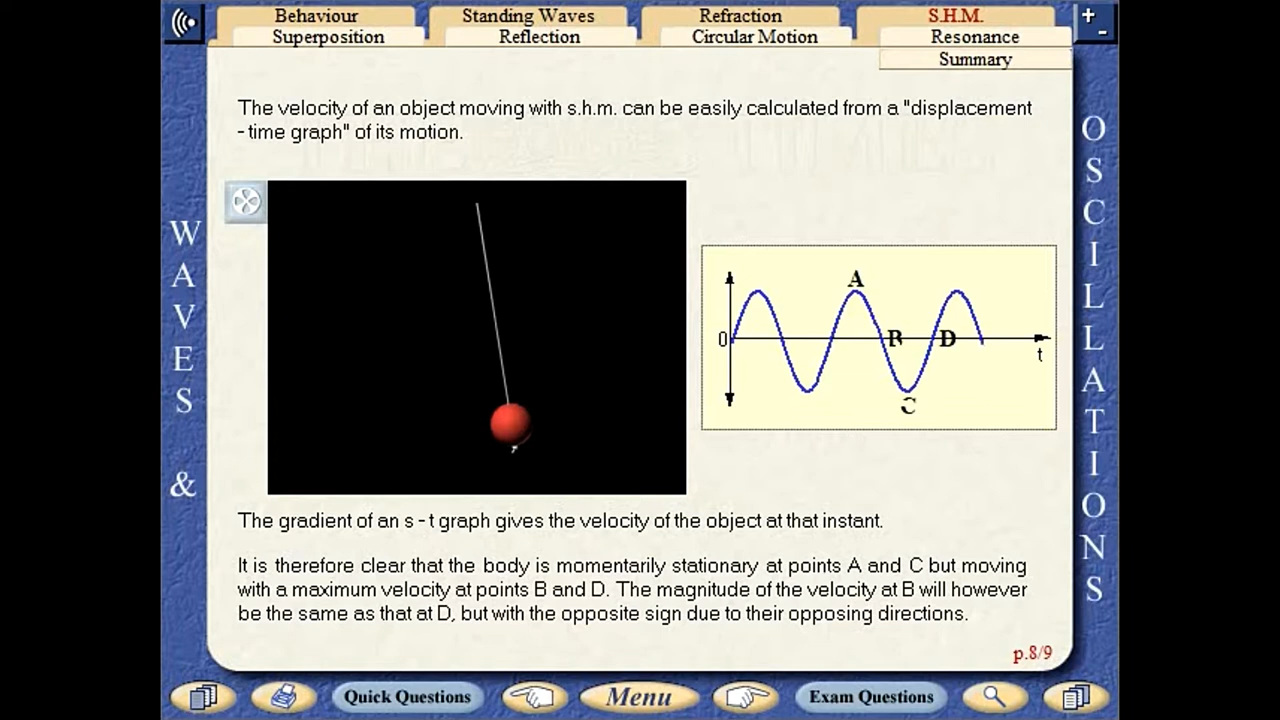 Behaviour
Standing Waves
Refraction
S.H.M.
+
-
Superposition
Reflection
Circular Motion
Resonance
Summary
The velocity of an object moving with s.h.m. can be easily calculated from a "displacement
- time graph" of its motion.
A
0
B
D
t
C
The gradient of an s - t graph gives the velocity of the object at that instant.
It is therefore clear that the body is momentarily stationary at points A and C but moving
with a maximum velocity at points B and D. The magnitude of the velocity at B will however
be the same as that at D, but with the opposite sign due to their opposing directions.
p.8/9
WAVES &
OSCILLATIONS
Quick Questions
Menu
Exam Questions